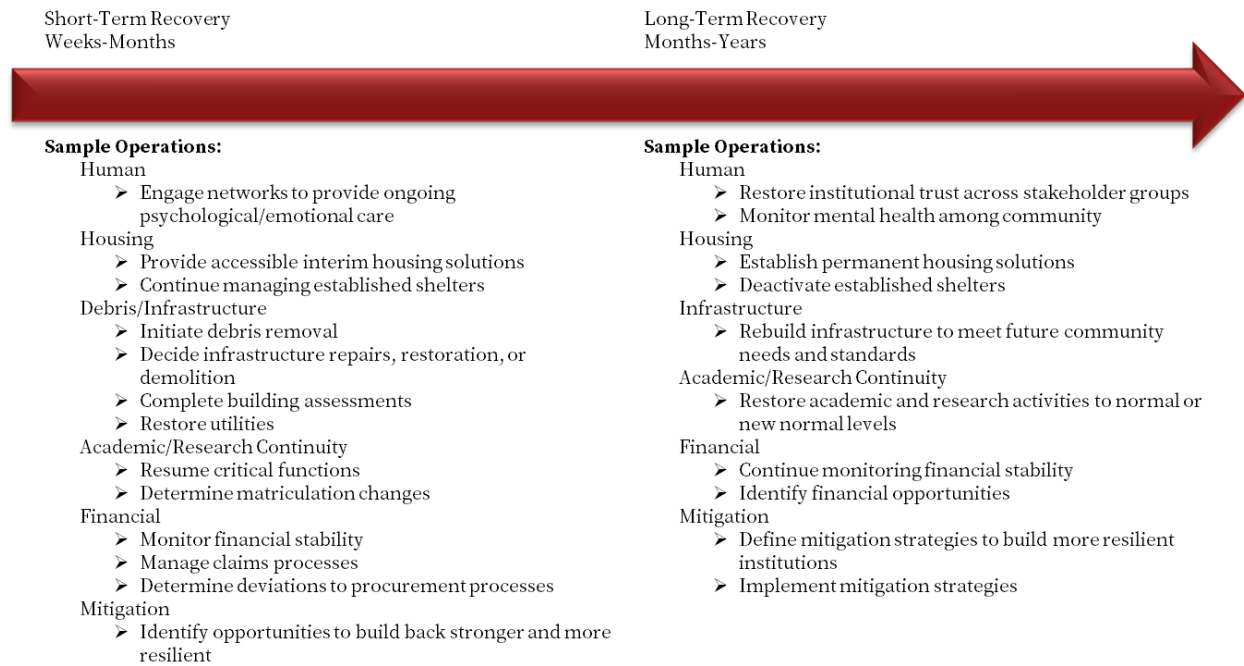 Short-Term Recovery
Weeks-Months
Sample Operations:
Human
➢ Engage networks to provide ongoing
psychological/emotional care
Housing
➢ Provide accessible interim housing solutions
➢ Continue managing established shelters
Debris/Infrastructure
➢ Initiate debris removal
➢ Decide infrastructure repairs, restoration, or
demolition
➢ Complete building assessments
➢ Restore utilities
Academic/Research Continuity
➢ Resume critical functions
➢ Determine matriculation changes
Financial
➢ Monitor financial stability
➢ Manage claims processes
➢ Determine deviations to procurement processes
Mitigation
➢ Identify opportunities to build back stronger and more
resilient
Long-Term Recovery
Months-Years
Sample Operations:
Human
➢ Restore institutional trust across stakeholder groups
➢ Monitor mental health among community
Housing
➢ Establish permanent housing solutions
➢ Deactivate established shelters
Infrastructure
➢ Rebuild infrastructure to meet future community
needs and standards
Academic/Research Continuity
➢ Restore academic and research activities to normal or
new normal levels
Financial
➢ Continue monitoring financial stability
➢ Identify financial opportunities
Mitigation
➢ Define mitigation strategies to build more resilient
institutions
➢ Implement mitigation strategies